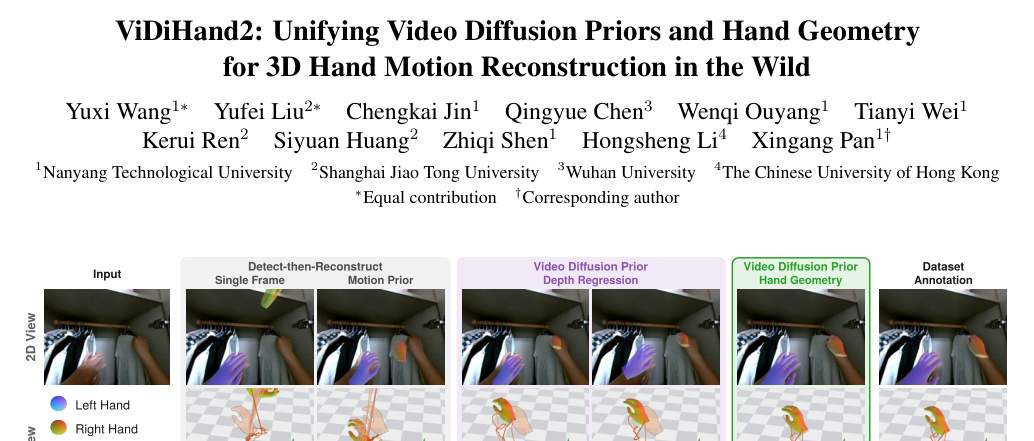 ViDiHand2: Unifying Video Diffusion Priors and Hand Geometry
for 3D Hand Motion Reconstruction in the Wild
Yuxi Wang1∗ Yufei Liu2∗ Chengkai Jin1 Qingyue Chen3 Wenqi Ouyang1 Tianyi Wei1
Kerui Ren2 Siyuan Huang2 Zhiqi Shen1 Hongsheng Li4 Xingang Pan1†
1Nanyang Technological University 2Shanghai Jiao Tong University 3Wuhan University 4The Chinese University of Hong Kong
∗Equal contribution †Corresponding author
Input
Detect-then-Reconstruct
Single Frame Motion Prior
Video Diffusion Prior
Depth Regression
Video Diffusion Prior
Hand Geometry
Dataset
Annotation
2D View
Left Hand
Right Hand